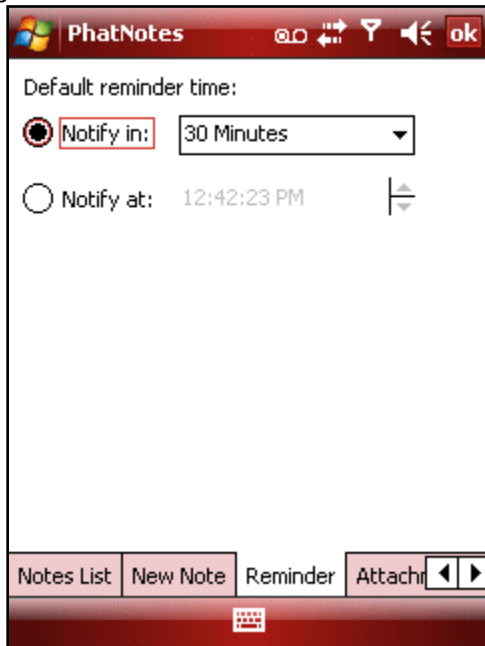 PhatNotes ok
Default reminder time:
Notify in: 30 Minutes
Notify at: 12:42:23 PM
Notes List New Note Reminder Attachr